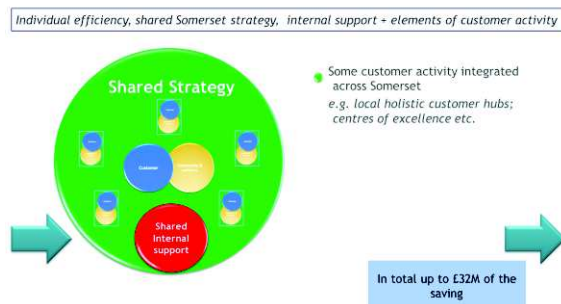 Individual efficiency, shared Somerset strategy, internal support + elements of customer activity
Shared Strategy
Some customer activity integrated
across Somerset
e.g. local holistic customer hubs;
centres of excellence etc.
Customer
Shared
Internal
support
In total up to £32M of the
saving